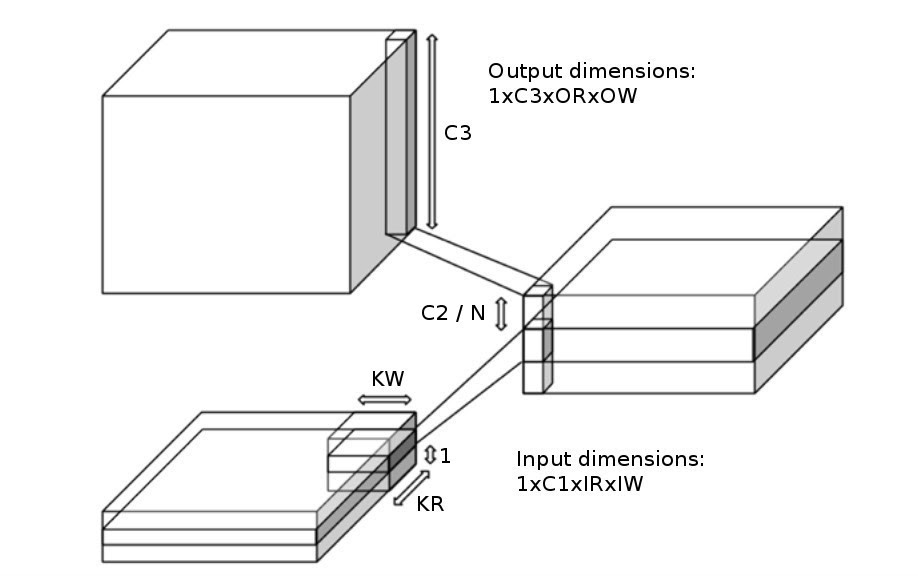 Output dimensions:
1xC3xORxOW
C3
C2 / N
KW
1
KR
Input dimensions:
1xC1xIRxIW